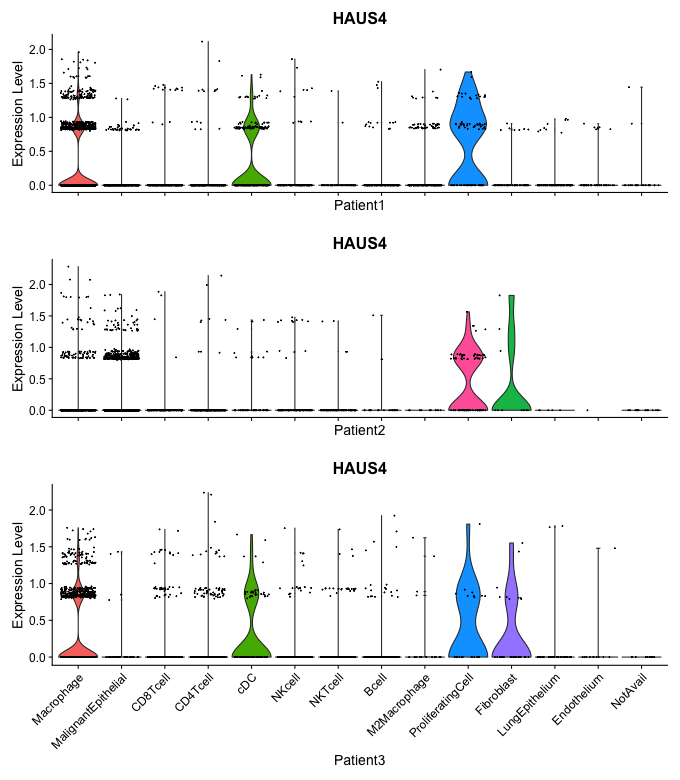 HAUS4
Expression Level
2.0
1.5
1.0
0.5
0.0
Patient1
HAUS4
Expression Level
2.0
1.5
1.0
0.5
0.0
Patient2
HAUS4
Expression Level
2.0
1.5
1.0
0.5
0.0
Macrophage
MalignantEpithelial
CD8Tcell
CD4Tcell
cDC
NKcell
NKTcell
Bcell
M2Macrophage
ProliferatingCell
Fibroblast
LungEpithelium
Endothelium
NotAvail
Patient3